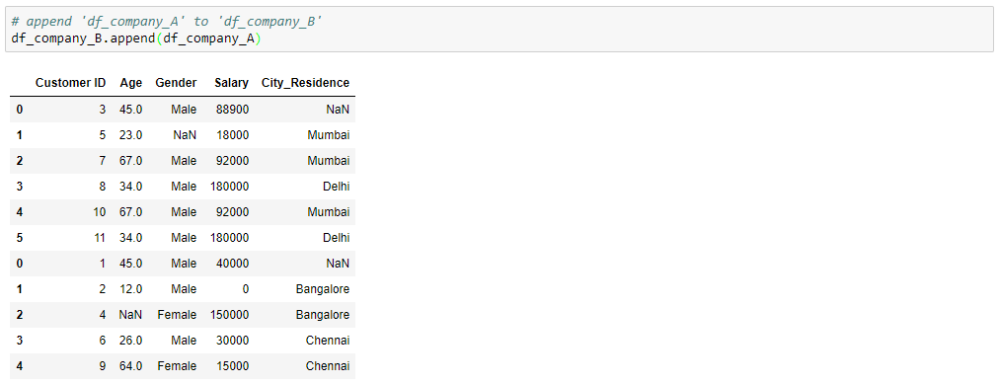 # append 'df_company_A' to 'df_company_B'
df_company_B.append(df_company_A)
Customer ID Age Gender Salary City_Residence
0 3 45.0 Male 88900 NaN
1 5 23.0 NaN 18000 Mumbai
2 7 67.0 Male 92000 Mumbai
3 8 34.0 Male 180000 Delhi
4 10 67.0 Male 92000 Mumbai
5 11 34.0 Male 180000 Delhi
0 1 45.0 Male 40000 NaN
1 2 12.0 Male 0 Bangalore
2 4 NaN Female 150000 Bangalore
3 6 26.0 Male 30000 Chennai
4 9 64.0 Female 15000 Chennai